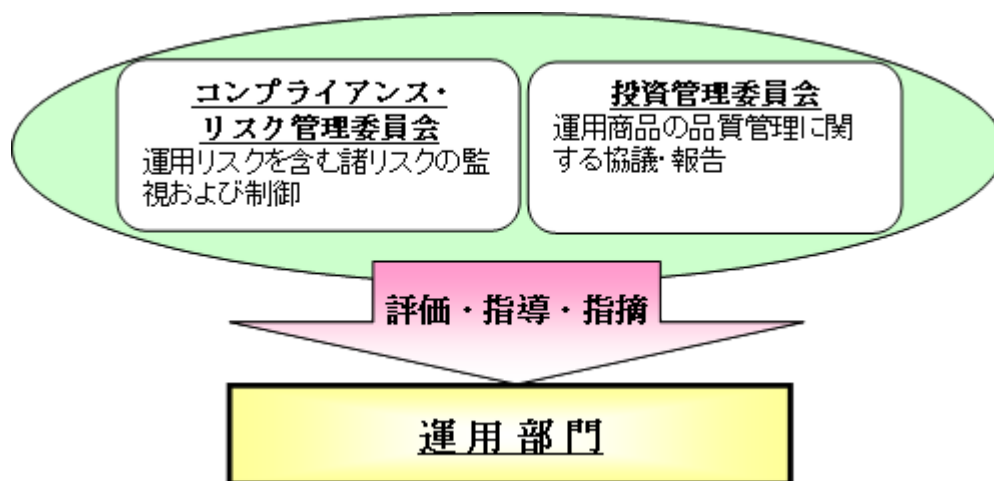 コンプライアンス・
リスク管理委員会
運用リスクを含む諸リスクの監
視および制御
投資管理委員会
運用商品の品質管理に関
する協議・報告
評価・指導・指摘
運用部門